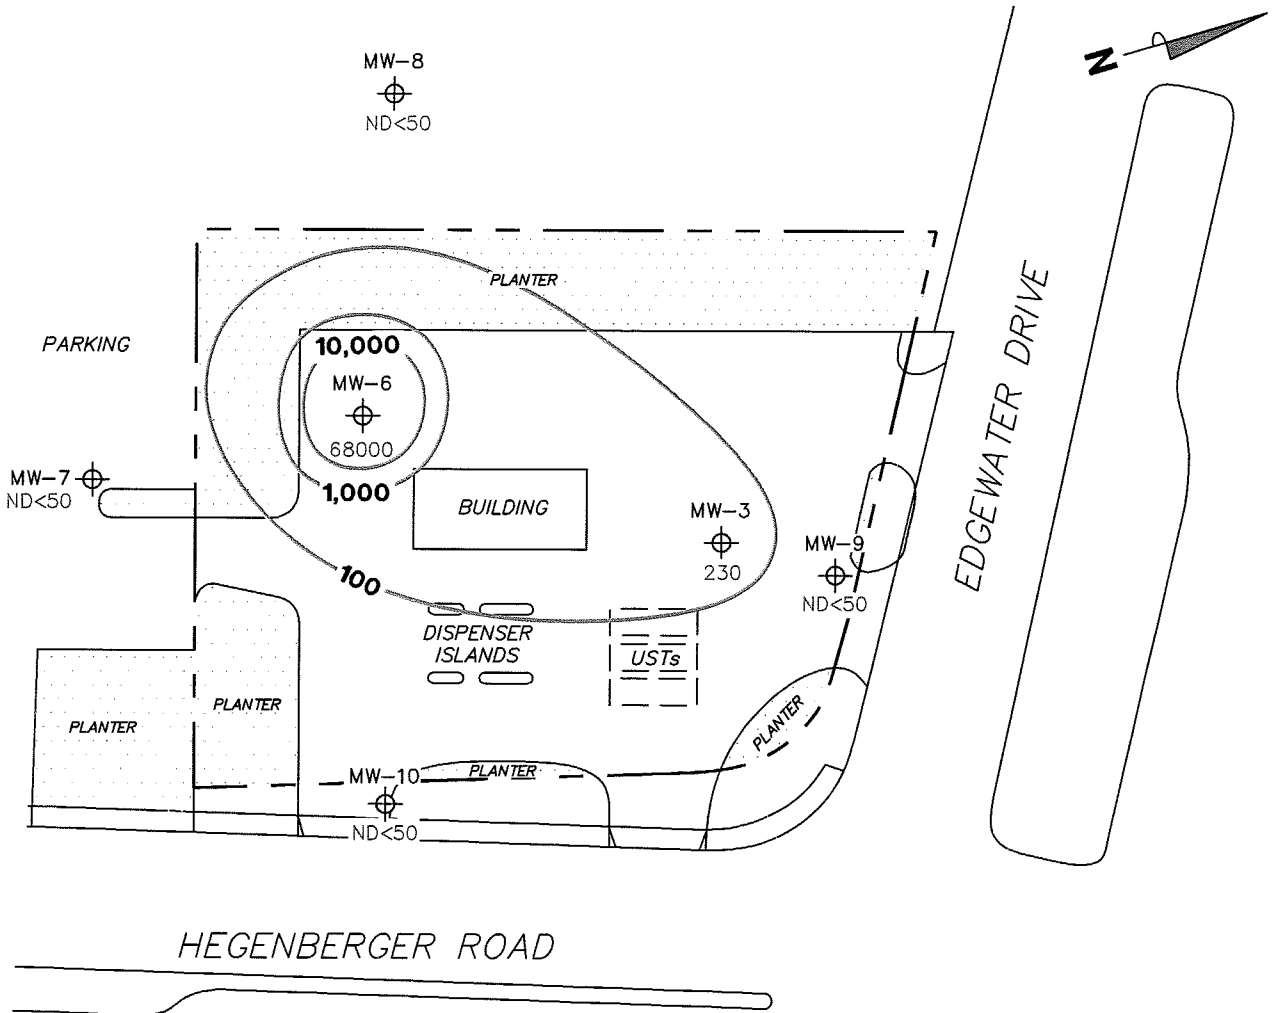 MW-8
ND<50
N
PLANTER
PARKING
10,000
MW-6
68000
EDGEWATER DRIVE
MW-7
ND<50
1,000
BUILDING
MW-3
230
MW-9
ND<50
100
DISPENSER
ISLANDS
USTs
PLANTER
PLANTER
PLANTER
MW-10
PLANTER
ND<50
HEGENBERGER ROAD